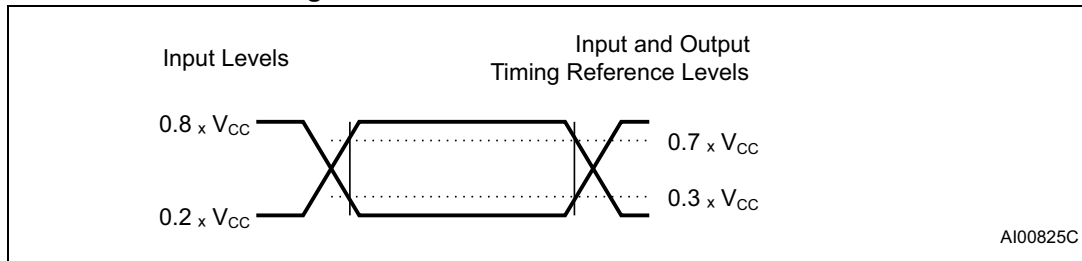 Input Levels
Input and Output
Timing Reference Levels
0.8 x VCC
0.7 x VCC
0.3 x VCC
0.2 x VCC
AI00825C